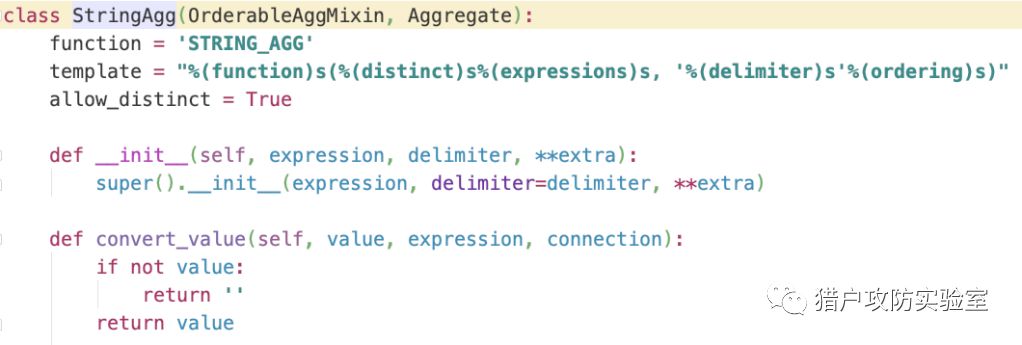 class StringAgg(OrderableAggMixin, Aggregate):
    function = 'STRING_AGG'
    template = "%(function)s(%(distinct)s%(expressions)s, '%(delimiter)s'%(ordering)s)"
    allow_distinct = True

    def __init__(self, expression, delimiter, **extra):
        super().__init__(expression, delimiter=delimiter, **extra)

    def convert_value(self, value, expression, connection):
        if not value:
            return ''
        return value
猎户攻防实验室